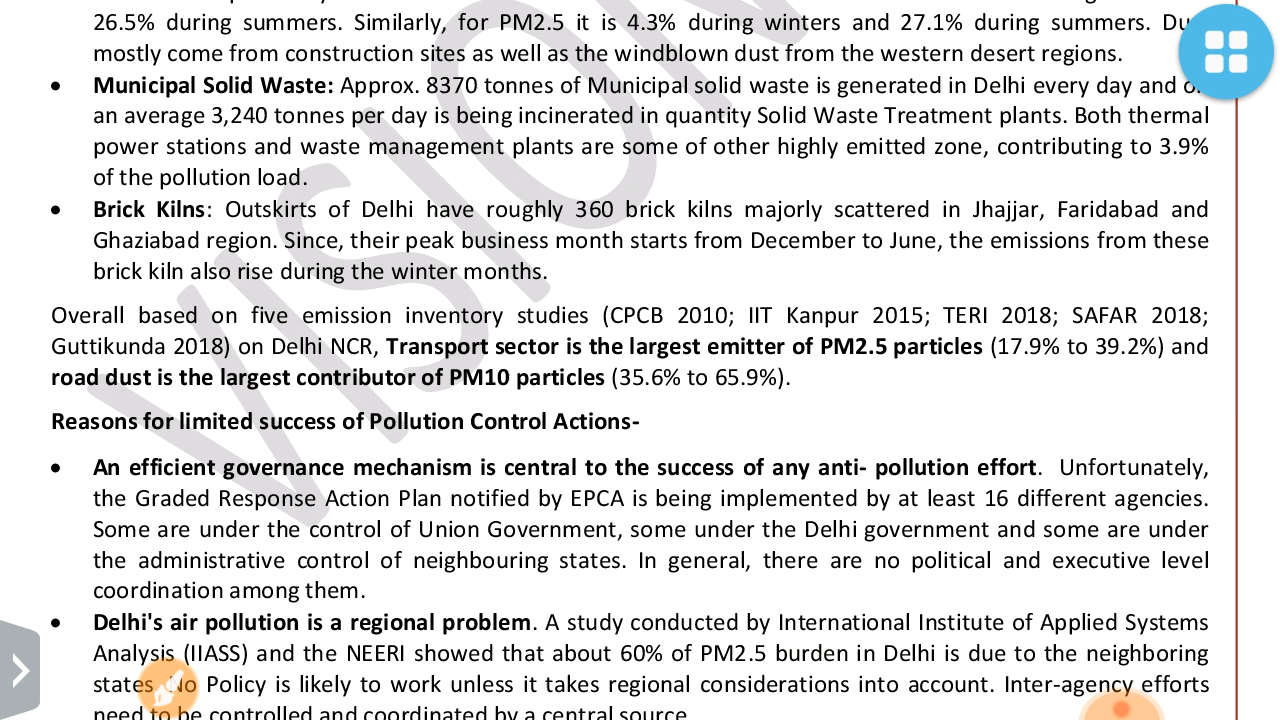 26.5% during summers. Similarly, for PM2.5 it is 4.3% during winters and 27.1% during summers.
mostly come from construction sites as well as the windblown dust from the western desert regions.
• Municipal Solid Waste: Approx. 8370 tonnes of Municipal solid waste is generated in Delhi every day and
an average 3,240 tonnes per day is being incinerated in quantity Solid Waste Treatment plants. Both thermal
power stations and waste management plants are some of other highly emitted zone, contributing to 3.9%
of the pollution load.
• Brick Kilns: Outskirts of Delhi have roughly 360 brick kilns majorly scattered in Jhajjar, Faridabad and
Ghaziabad region. Since, their peak business month starts from December to June, the emissions from these
brick kiln also rise during the winter months.
Overall based on five emission inventory studies (CPCB 2010; IIT Kanpur 2015; TERI 2018; SAFAR 2018;
Guttikunda 2018) on Delhi NCR, Transport sector is the largest emitter of PM2.5 particles (17.9% to 39.2%) and
road dust is the largest contributor of PM10 particles (35.6% to 65.9%).
Reasons for limited success of Pollution Control Actions-
• An efficient governance mechanism is central to the success of any anti- pollution effort. Unfortunately,
the Graded Response Action Plan notified by EPCA is being implemented by at least 16 different agencies.
Some are under the control of Union Government, some under the Delhi government and some are under
the administrative control of neighbouring states. In general, there are no political and executive level
coordination among them.
• Delhi's air pollution is a regional problem. A study conducted by International Institute of Applied Systems
Analysis (IIASS) and the NEERI showed that about 60% of PM2.5 burden in Delhi is due to the neighboring
states. No Policy is likely to work unless it takes regional considerations into account. Inter-agency efforts
need to be controlled and coordinated by a central source
VISION